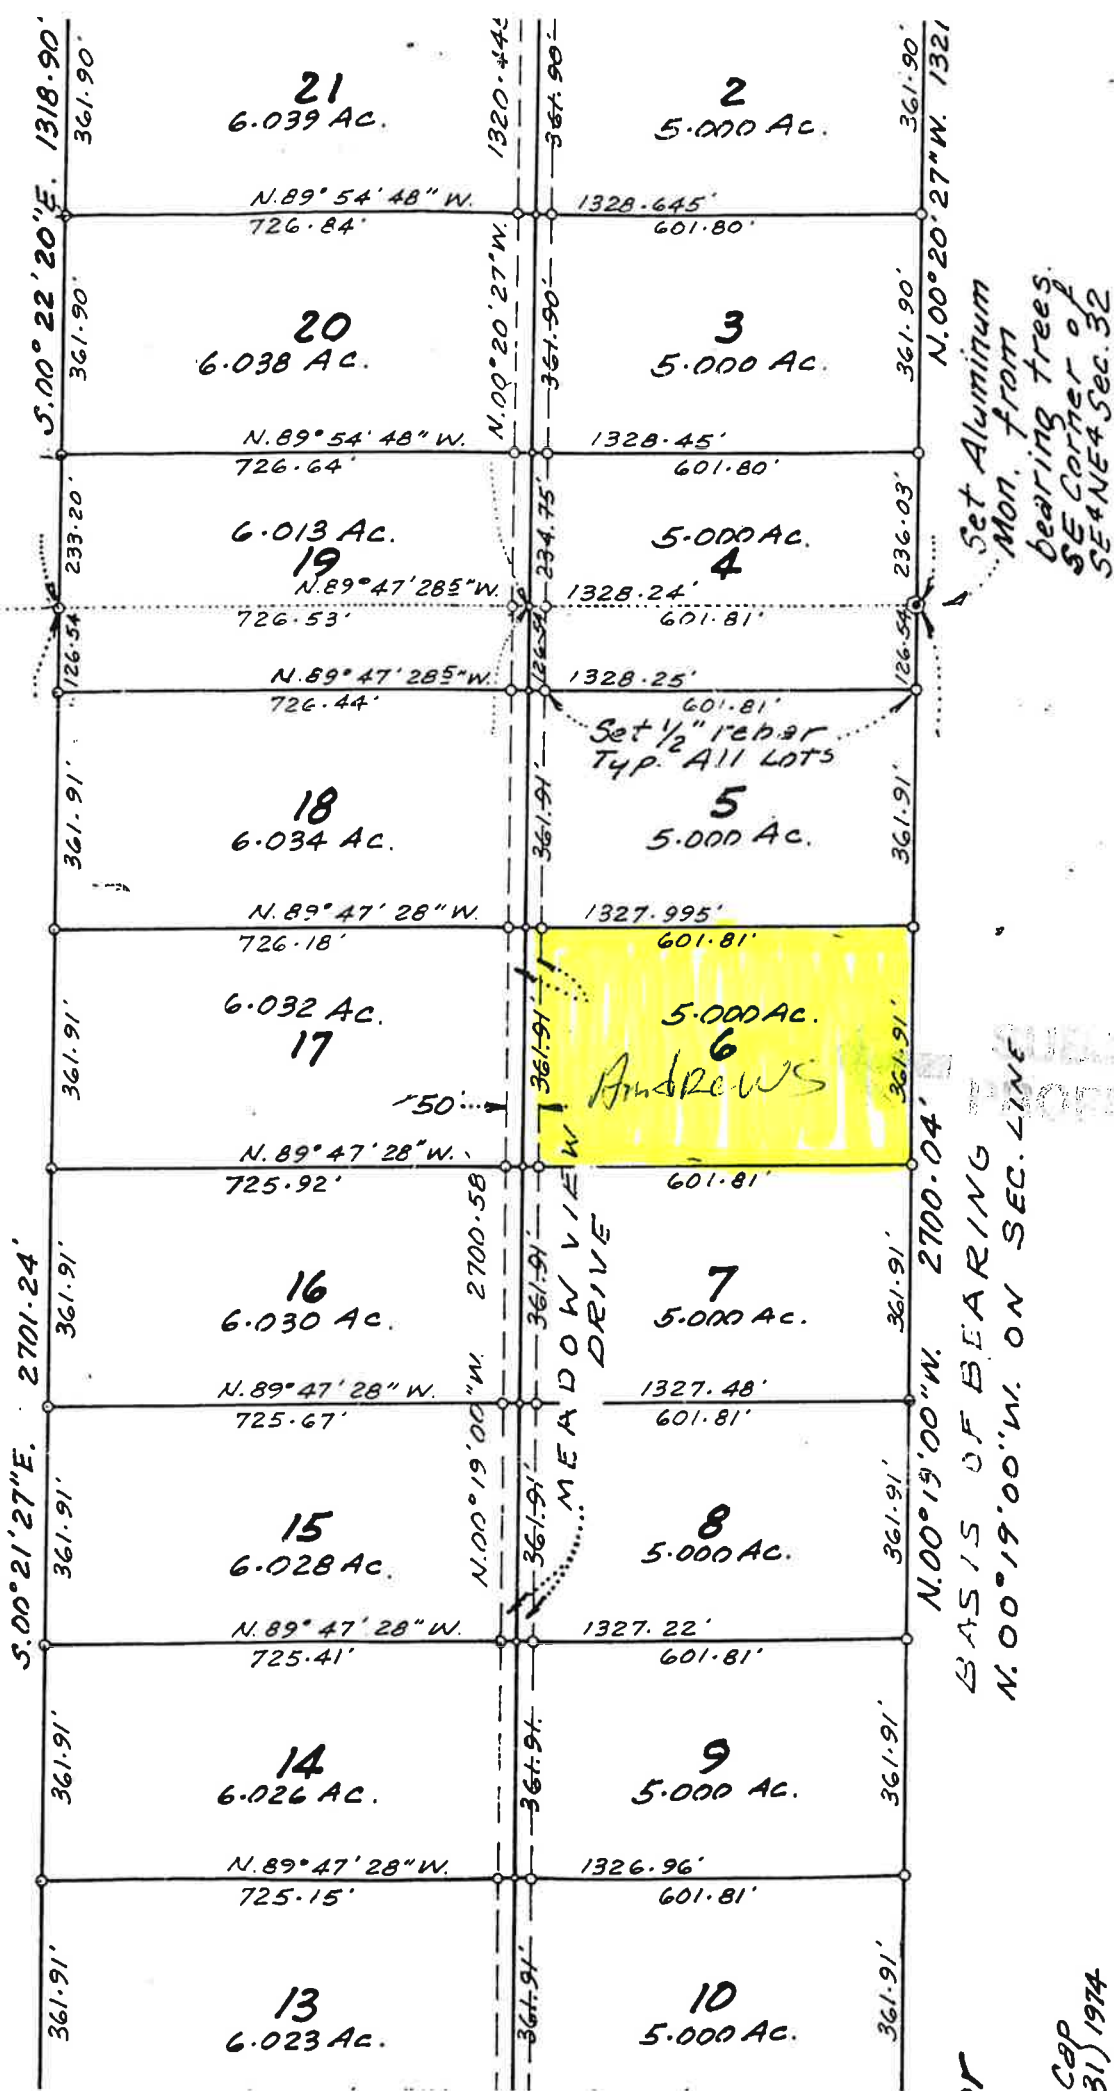 S.00°22'20"E. 1318.90'
361.90'
21
6.039 Ac.
361.90'
2
5.000 Ac.
361.90'
N.00°20'27"W. 1321
N.89°54'48"W.
1328.645'
726.84'
601.80'
361.90'
20
6.038 Ac.
N.00°20'27"W.
361.90'
3
5.000 Ac.
361.90'
Set Aluminum
Mon. from
bearing trees.
SE Corner of
SE4NE4 Sec. 32
N.89°54'48"W.
1328.45'
726.64'
601.80'
233.20'
6.013 Ac.
19
234.75'
5.000 Ac.
4
236.03'
N.89°47'28⁵"W.
1328.24'
726.53'
601.81'
126.54
126.54
126.54
N.89°47'28⁵"W.
1328.25'
726.44'
601.81'
Set 1/2" rebar
Typ. All Lots
361.91'
18
6.034 Ac.
361.91'
5
5.000 Ac.
361.91'
N.89°47'28"W.
1327.995'
726.18'
601.81'
361.91'
6.032 Ac.
17
361.91'
5.000 Ac.
6
Andrews
361.91'
50'
N.89°47'28"W.
725.92'
601.81'
S.00°21'27"E. 2701.24'
361.91'
16
6.030 Ac.
N.00°19'00"W. 2700.58
361.91'
MEADOW VIEW
DRIVE
7
5.000 Ac.
361.91'
N.00°19'00"W. 2700.04'
BASIS OF BEARING
N.00°19'00"W. ON SEC. LINE
N.89°47'28"W.
1327.48'
725.67'
601.81'
361.91'
15
6.028 Ac.
361.91'
8
5.000 Ac.
361.91'
N.89°47'28"W.
1327.22'
725.41'
601.81'
361.91'
14
6.026 Ac.
361.91'
9
5.000 Ac.
361.91'
N.89°47'28"W.
1326.96'
725.15'
601.81'
361.91'
13
6.023 Ac.
361.91'
10
5.000 Ac.
361.91'
Cap
31) 1974